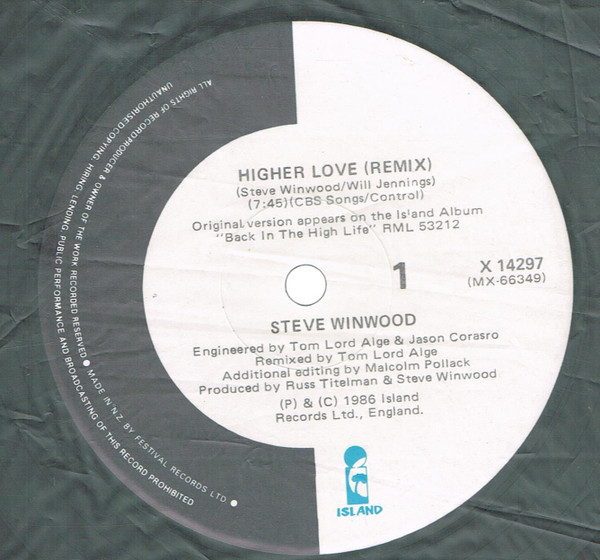 HIGHER LOVE (REMIX)
(Steve Winwood/Will Jennings)
(7:45)(CBS Songs/Control)
Original version appears on the Island Album
"Back In The High Life" RML 53212
1
X 14297
(MX-66349)
STEVE WINWOOD
Engineered by Tom Lord Alge & Jason Corasro
Remixed by Tom Lord Alge
Additional editing by Malcolm Pollack
Produced by Russ Titelman & Steve Winwood
(P) & (C) 1986 Island
Records Ltd., England.
ISLAND
ALL RIGHTS OF RECORD PRODUCER & OWNER OF THE WORK RECORDED RESERVED ● MADE IN N.Z. BY FESTIVAL RECORDS LTD ●
UNAUTHORISED COPYING, HIRING, LENDING, PUBLIC PERFORMANCE AND BROADCASTING OF THIS RECORD PROHIBITED